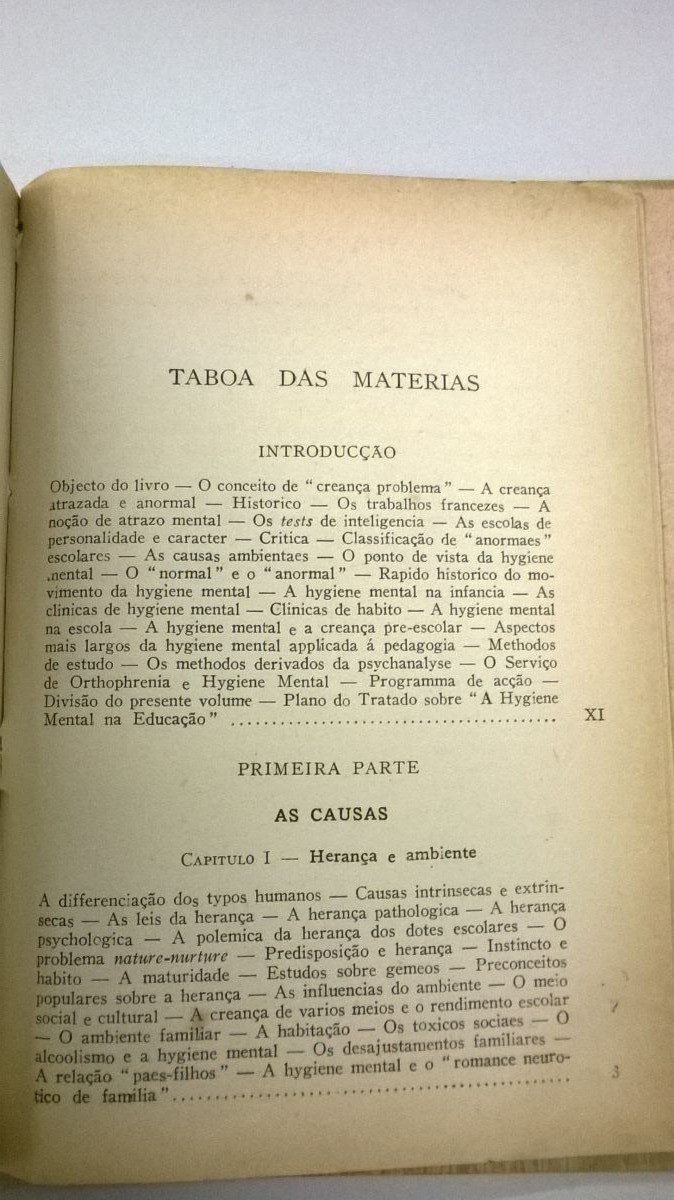 TABOA DAS MATERIAS
INTRODUCÇÃO
Objecto do livro — O conceito de "creança problema" — A creança
atrazada e anormal — Historico — Os trabalhos francezes — A
noção de atrazo mental — Os tests de inteligencia — As escolas de
personalidade e caracter — Critica — Classificação de "anormaes"
escolares — As causas ambientaes — O ponto de vista da hygiene
mental — O "normal" e o "anormal" — Rapido historico do mo-
vimento da hygiene mental — A hygiene mental na infancia — As
clinicas de hygiene mental — Clinicas de habito — A hygiene mental
na escola — A hygiene mental e a creança pre-escolar — Aspectos
mais largos da hygiene mental applicada á pedagogia — Methodos
de estudo — Os methodos derivados da psychanalyse — O Serviço
de Orthophrenia e Hygiene Mental — Programma de acção —
Divisão do presente volume — Plano do Tratado sobre "A Hygiene
Mental na Educação" ........................................ XI
PRIMEIRA PARTE
AS CAUSAS
CAPITULO I — Herança e ambiente
A differenciação dos typos humanos — Causas intrinsecas e extrin-
secas — As leis da herança — A herança pathologica — A herança
psychologica — A polemica da herança dos dotes escolares — O
problema nature-nurture — Predisposição e herança — Instincto e
habito — A maturidade — Estudos sobre gemeos — Preconceitos
populares sobre a herança — As influencias do ambiente — O meio
social e cultural — A creança de varios meios e o rendimento escolar
— O ambiente familiar — A habitação — Os toxicos sociaes — O
alcoolismo e a hygiene mental — Os desajustamentos familiares —
A relação "paes-filhos" — A hygiene mental e o "romance neuro-
tico de familia" ........................................ 3